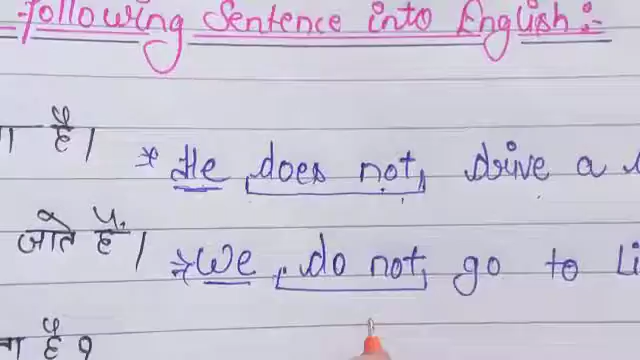 following Sentence into English :-
है। * He does not drive a
जाते हैं। * We do not go to Li
है ?